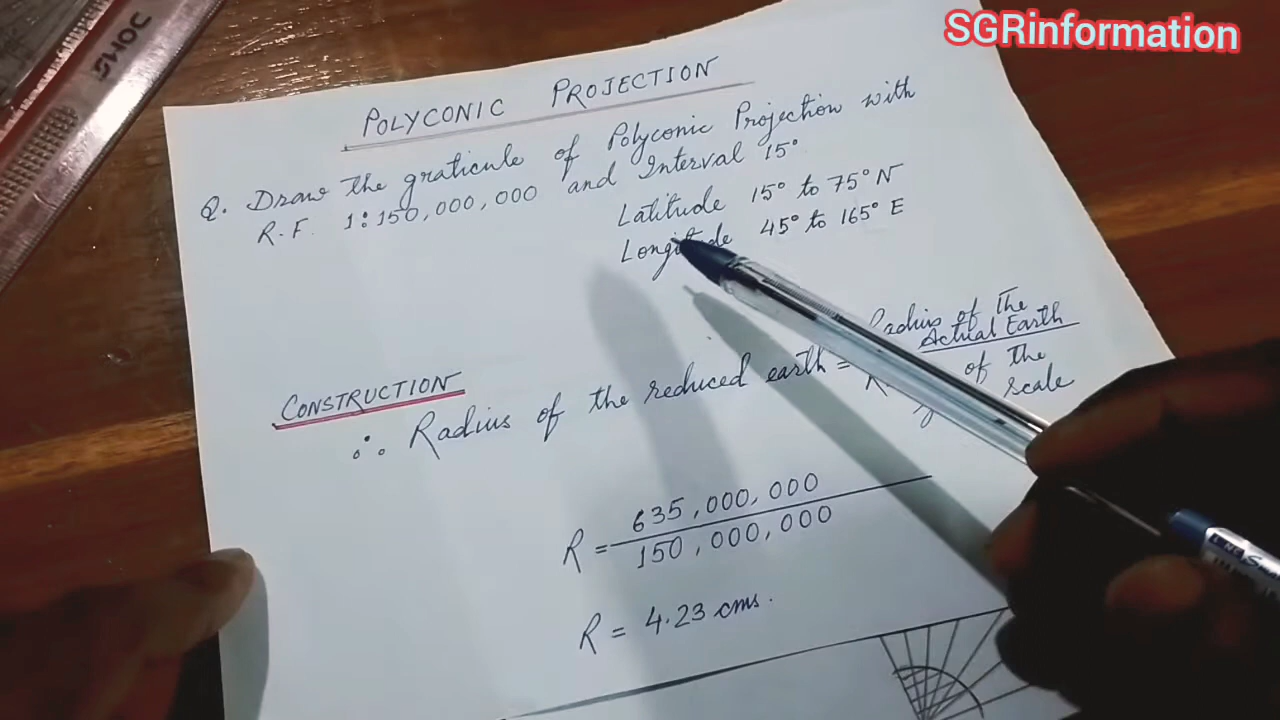 SGRinformation
DOMS
POLYCONIC PROJECTION
Q. Draw the graticule of Polyconic Projection with
R.F. 1:150,000,000 and Interval 15°
Latitude 15° to 75° N
Longitude 45° to 165° E
CONSTRUCTION
Radius of the
Actual Earth
∴ Radius of the reduced earth =
of the
scale
R = 635,000,000
150,000,000
R = 4.23 cms.